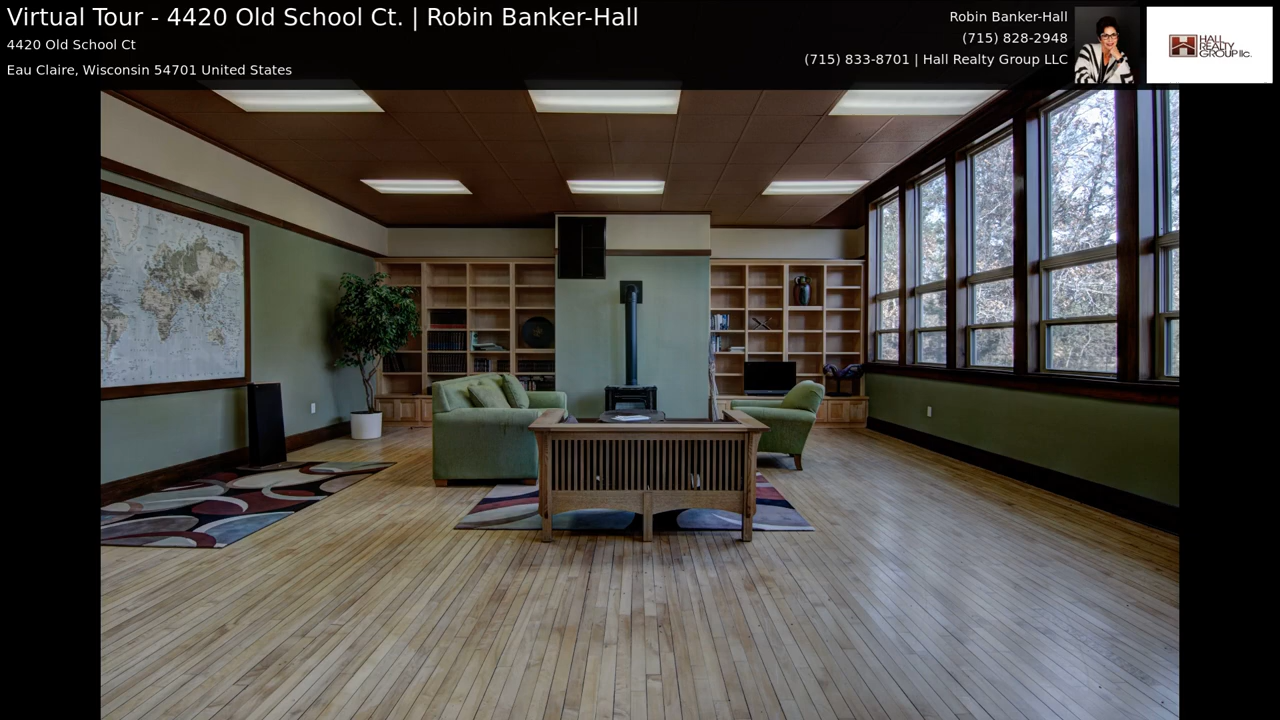 Virtual Tour - 4420 Old School Ct. | Robin Banker-Hall
4420 Old School Ct
Eau Claire, Wisconsin 54701 United States
Robin Banker-Hall
(715) 828-2948
(715) 833-8701 | Hall Realty Group LLC
HALL
REALTY
GROUP llc.